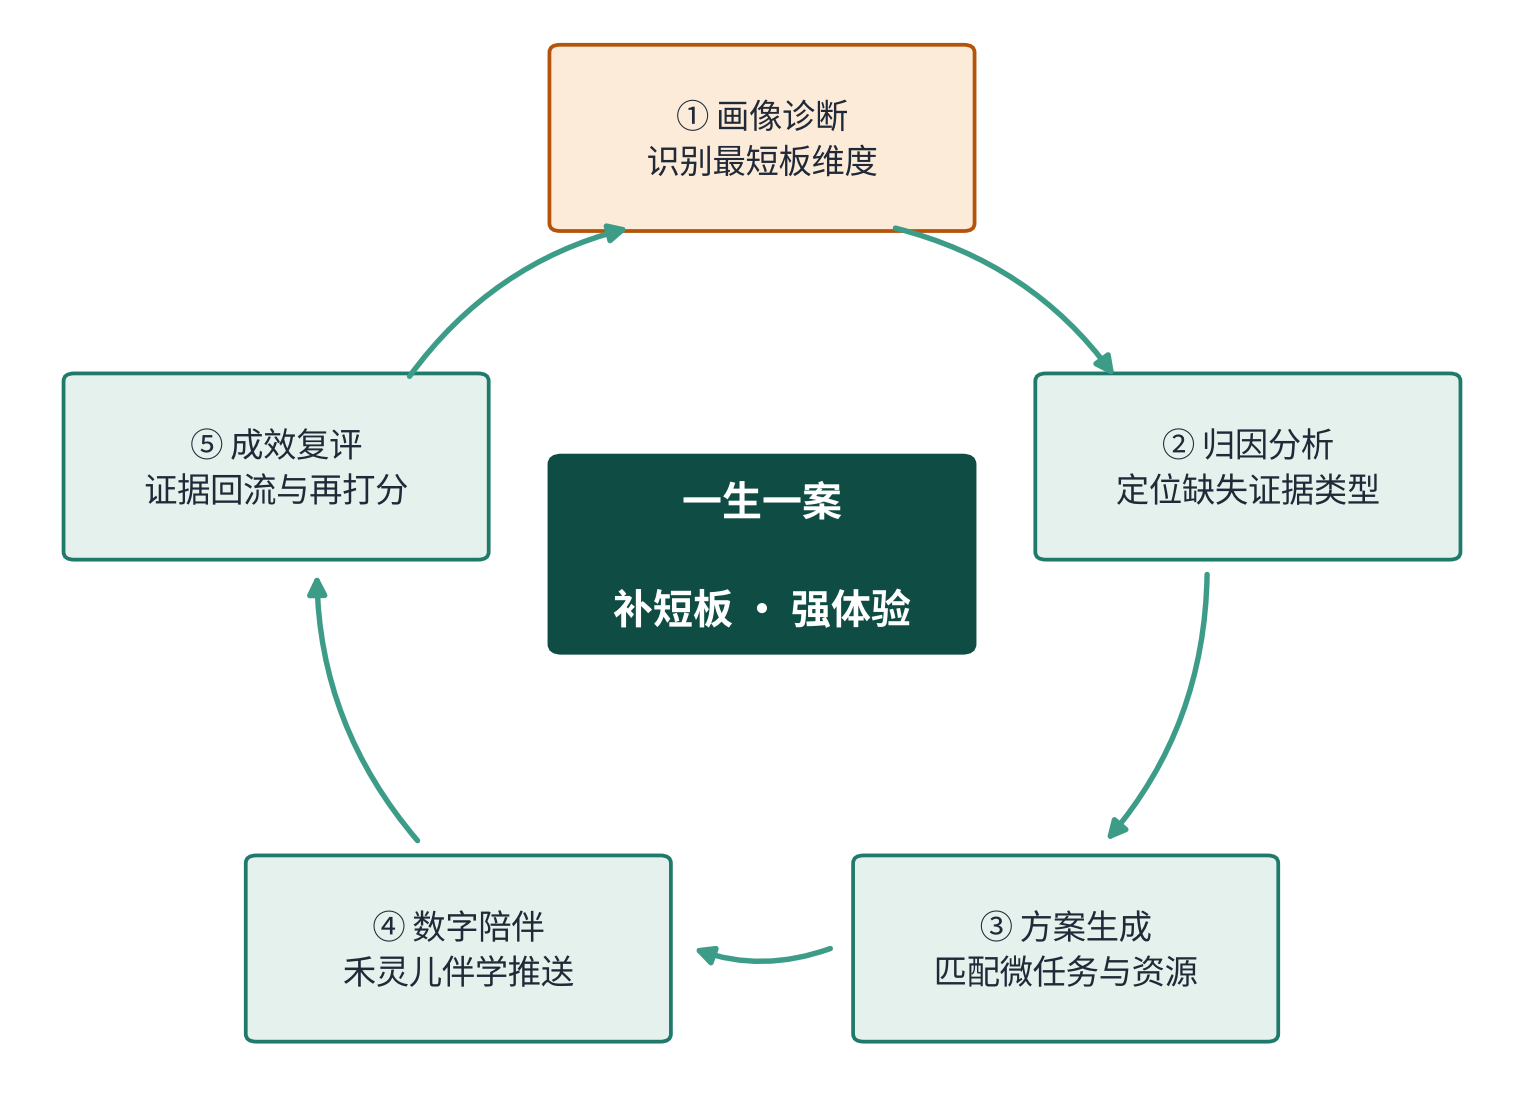 ① 画像诊断
识别最短板维度
② 归因分析
定位缺失证据类型
③ 方案生成
匹配微任务与资源
④ 数字陪伴
禾灵儿伴学推送
⑤ 成效复评
证据回流与再打分
一生一案
补短板 · 强体验